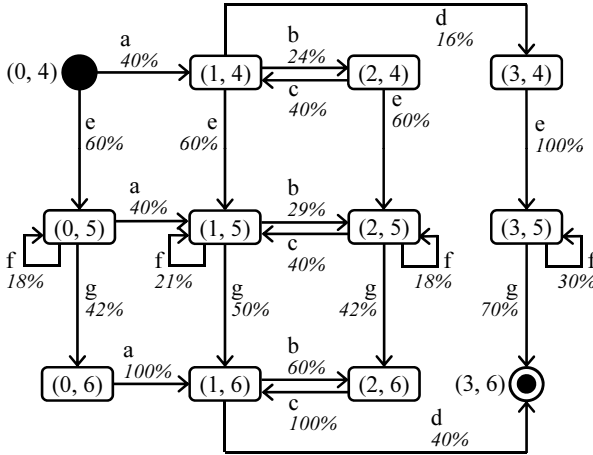 d
16%
a
40%
b
24%
(0, 4)
(1, 4)
(2, 4)
(3, 4)
c
40%
e
60%
e
60%
e
60%
e
100%
a
40%
b
29%
(0, 5)
(1, 5)
(2, 5)
(3, 5)
c
40%
f
18%
f
21%
f
18%
f
30%
g
42%
g
50%
g
42%
g
70%
a
100%
b
60%
(0, 6)
(1, 6)
(2, 6)
(3, 6)
c
100%
d
40%